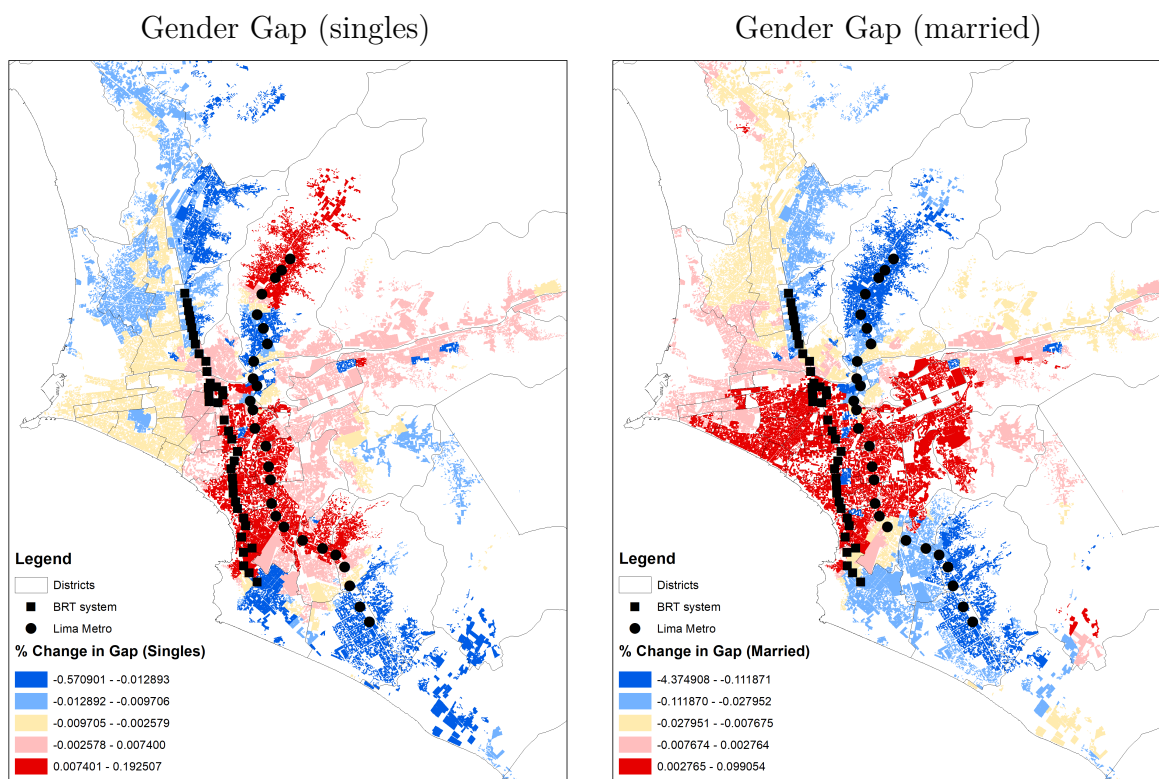 Gender Gap (singles)
Legend
Districts
BRT system
Lima Metro
% Change in Gap (Singles)
-0.570901 - -0.012893
-0.012892 - -0.009706
-0.009705 - -0.002579
-0.002578 - 0.007400
0.007401 - 0.192507
Gender Gap (married)
Legend
Districts
BRT system
Lima Metro
% Change in Gap (Married)
-4.374908 - -0.111871
-0.111870 - -0.027952
-0.027951 - -0.007675
-0.007674 - 0.002764
0.002765 - 0.099054